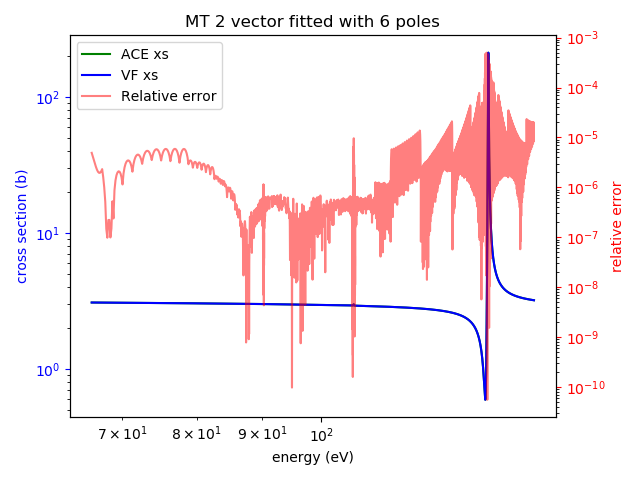 MT 2 vector fitted with 6 poles
ACE xs
VF xs
Relative error
10²
10¹
10⁰
cross section (b)
10⁻³
10⁻⁴
10⁻⁵
10⁻⁶
10⁻⁷
10⁻⁸
10⁻⁹
10⁻¹⁰
relative error
7 × 10¹ 8 × 10¹ 9 × 10¹ 10²
energy (eV)